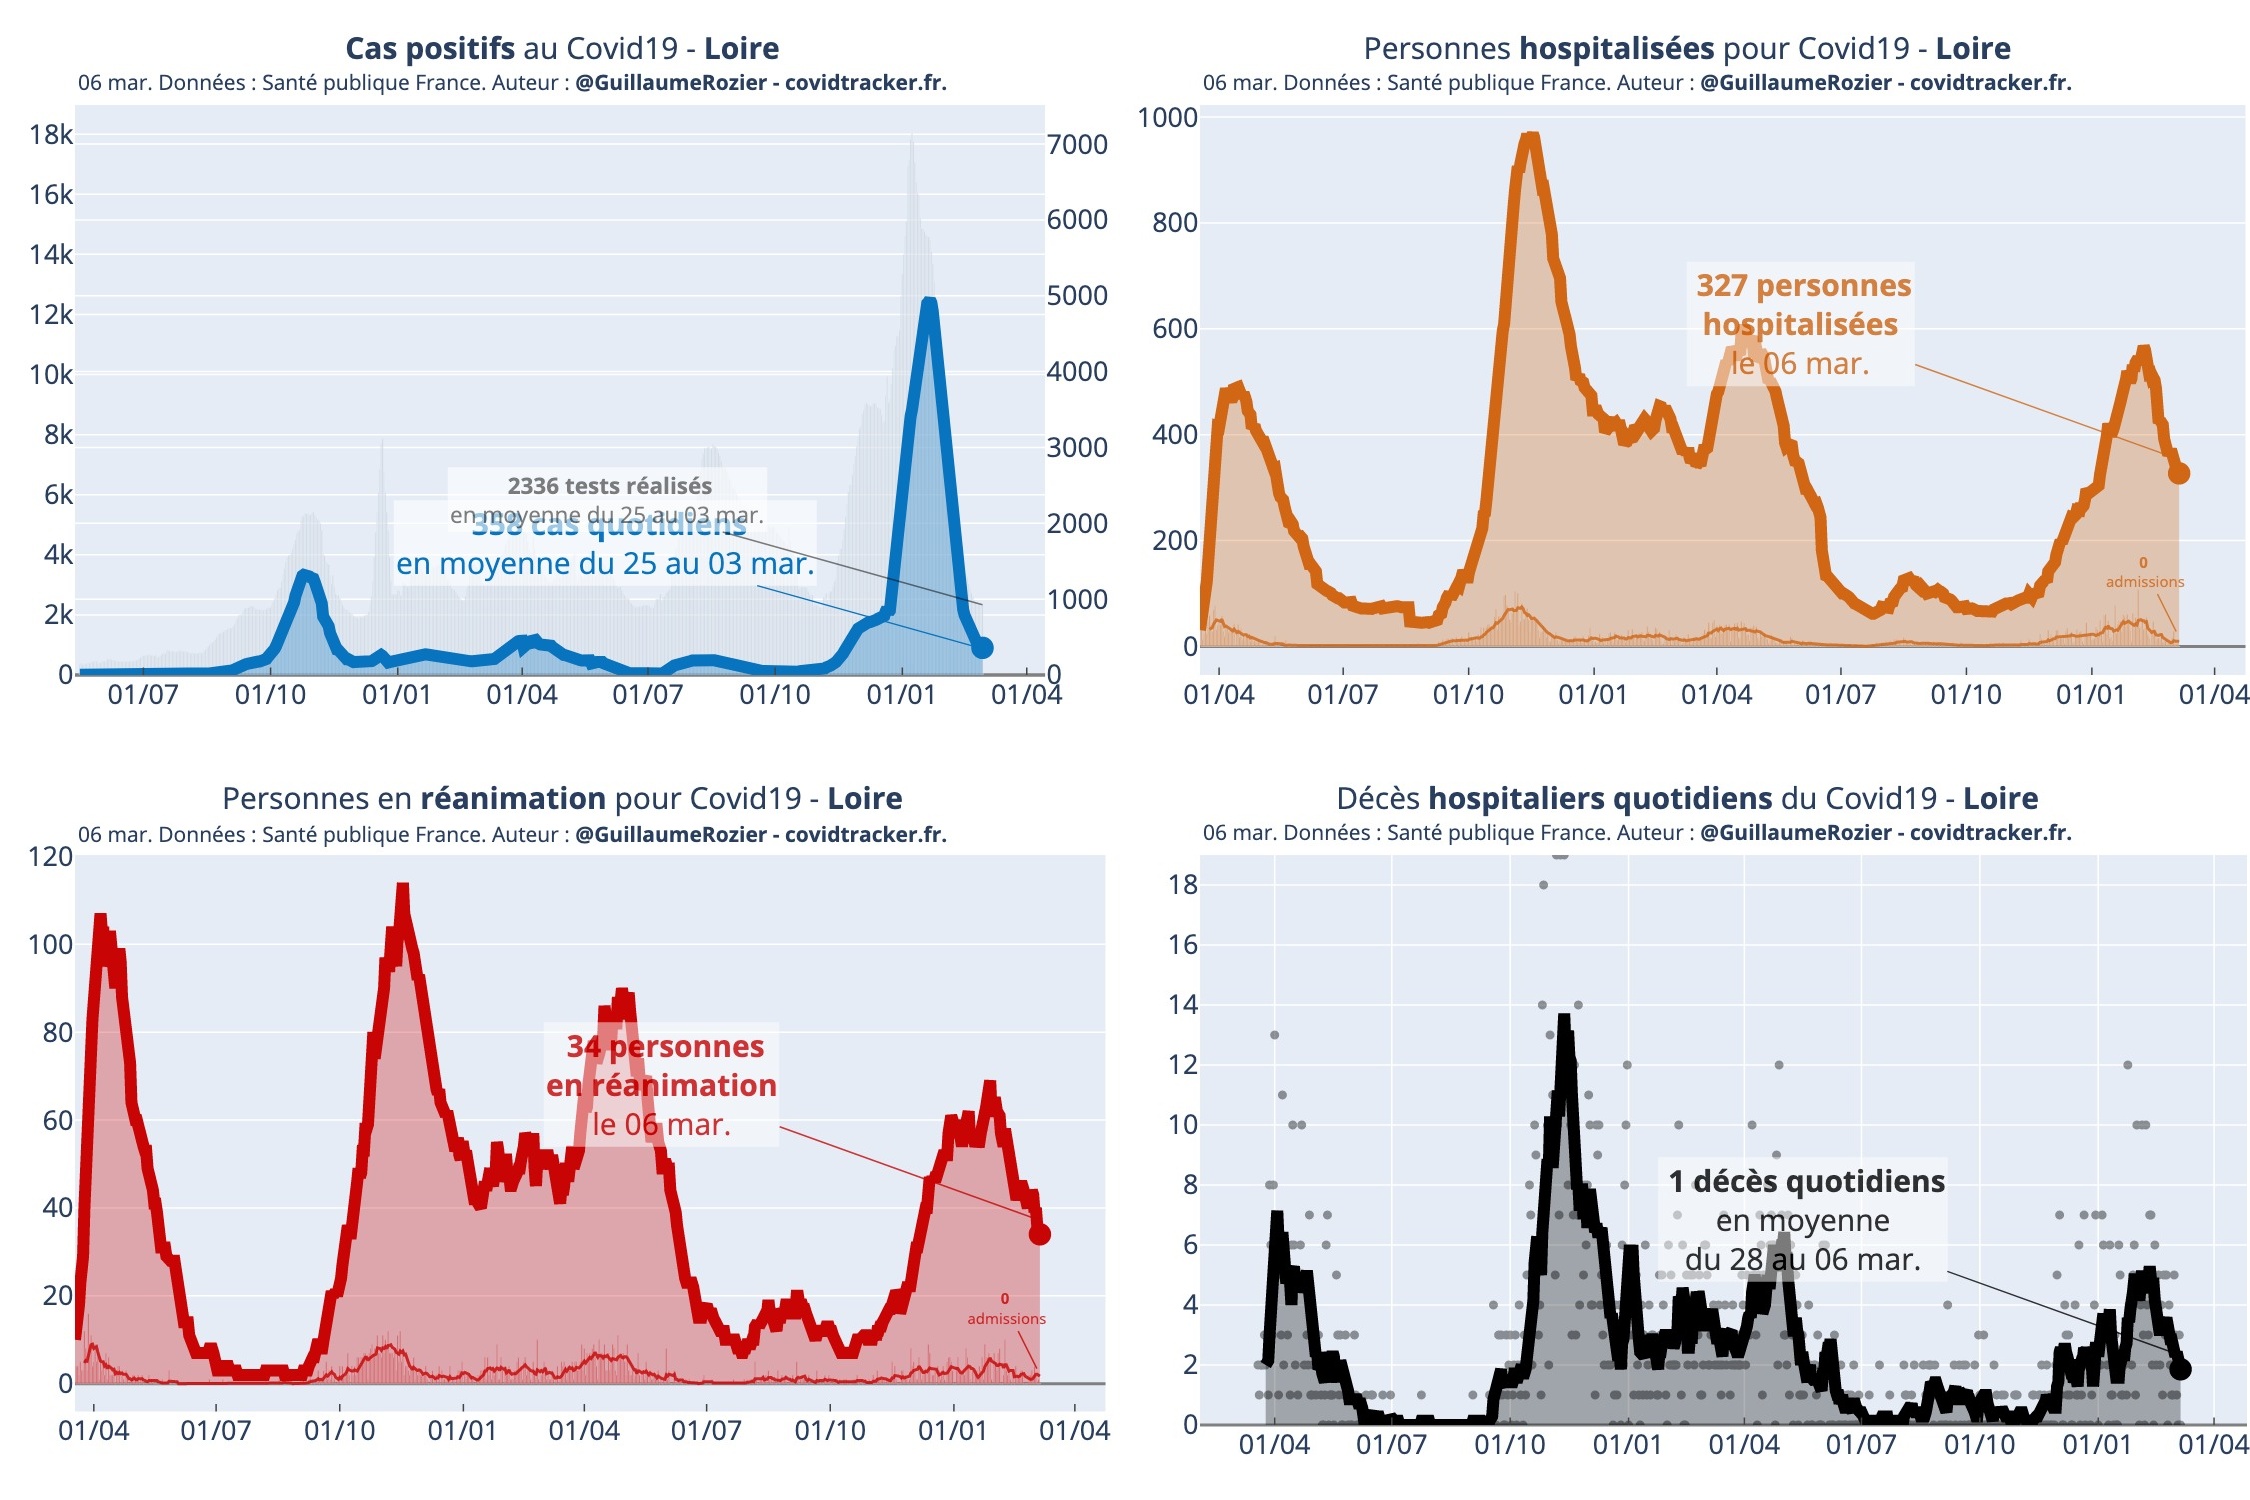 Cas positifs au Covid19 - Loire
06 mar. Données : Santé publique France. Auteur : @GuillaumeRozier - covidtracker.fr.
18k
16k
14k
12k
10k
8k
6k
4k
2k
0
7000
6000
5000
4000
3000
2000
1000
0
2336 tests réalisés
en moyenne du 25 au 03 mar.
358 cas quotidiens
en moyenne du 25 au 03 mar.
01/07 01/10 01/01 01/04 01/07 01/10 01/01 01/04
Personnes hospitalisées pour Covid19 - Loire
06 mar. Données : Santé publique France. Auteur : @GuillaumeRozier - covidtracker.fr.
1000
800
600
400
200
0
327 personnes
hospitalisées
le 06 mar.
0
admissions
01/04 01/07 01/10 01/01 01/04 01/07 01/10 01/01 01/04
Personnes en réanimation pour Covid19 - Loire
06 mar. Données : Santé publique France. Auteur : @GuillaumeRozier - covidtracker.fr.
120
100
80
60
40
20
0
34 personnes
en réanimation
le 06 mar.
0
admissions
01/04 01/07 01/10 01/01 01/04 01/07 01/10 01/01 01/04
Décès hospitaliers quotidiens du Covid19 - Loire
06 mar. Données : Santé publique France. Auteur : @GuillaumeRozier - covidtracker.fr.
18
16
14
12
10
8
6
4
2
0
1 décès quotidiens
en moyenne
du 28 au 06 mar.
01/04 01/07 01/10 01/01 01/04 01/07 01/10 01/01 01/04